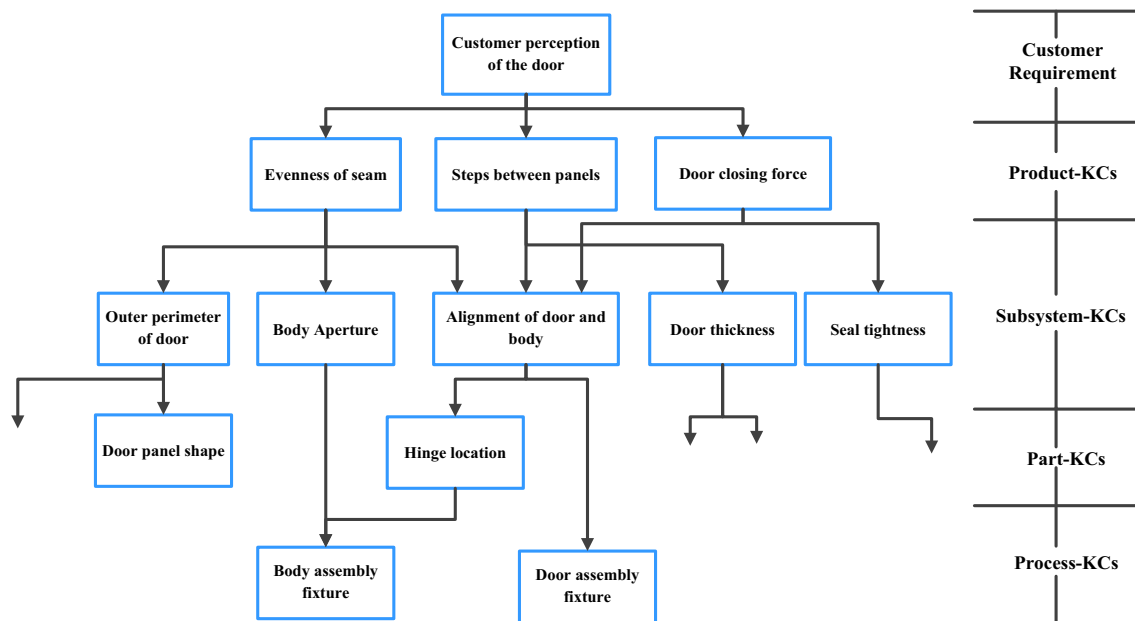 Customer perception
of the door
Customer
Requirement
Evenness of seam
Steps between panels
Door closing force
Product-KCs
Outer perimeter
of door
Body Aperture
Alignment of door and
body
Door thickness
Seal tightness
Subsystem-KCs
Door panel shape
Hinge location
Part-KCs
Body assembly
fixture
Door assembly
fixture
Process-KCs